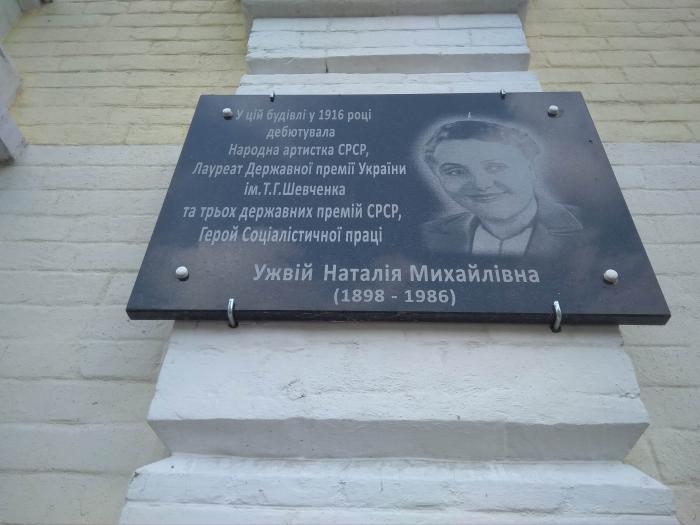 У цій будівлі у 1916 році
дебютувала
Народна артистка СРСР,
Лауреат Державної премії України
ім.Т.Г.Шевченка
та трьох державних премій СРСР,
Герой Соціалістичної праці
Ужвій Наталія Михайлівна
(1898 - 1986)